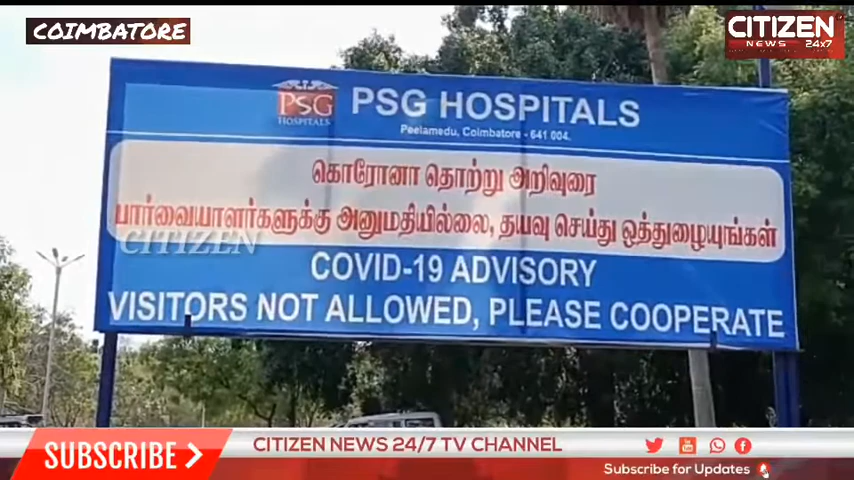 COIMBATORE
CITIZEN
NEWS 24x7
PSG
HOSPITALS
PSG HOSPITALS
Peelamedu, Coimbatore - 641 004.
கொரோனா தொற்று அறிவுரை
பார்வையாளர்களுக்கு அனுமதியில்லை, தயவு செய்து ஒத்துழையுங்கள்
CITIZEN
COVID-19 ADVISORY
VISITORS NOT ALLOWED, PLEASE COOPERATE
SUBSCRIBE
CITIZEN NEWS 24/7 TV CHANNEL
Subscribe for Updates